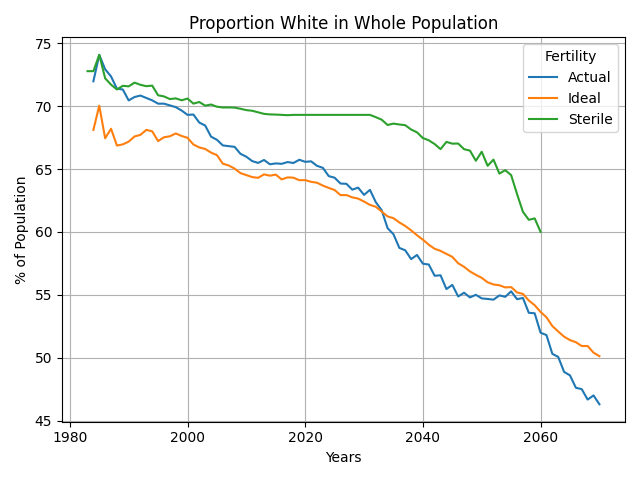 Proportion White in Whole Population
Fertility
Actual
Ideal
Sterile
% of Population
75
70
65
60
55
50
45
1980
2000
2020
2040
2060
Years